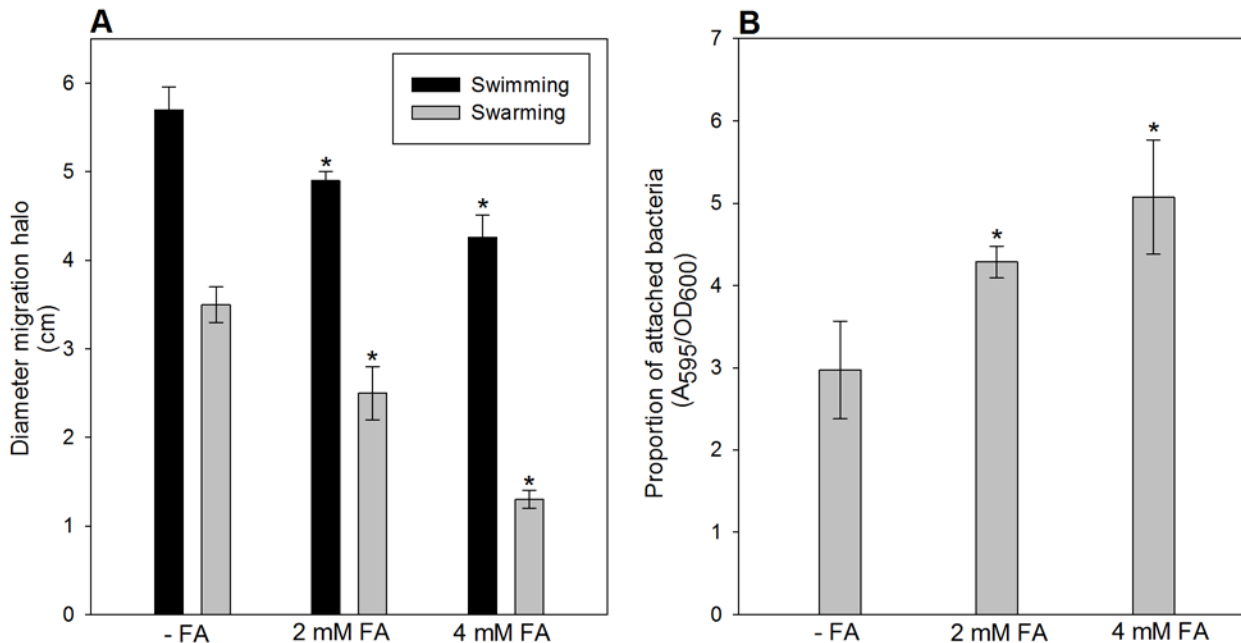 A
Diameter migration halo
(cm)
6
5
4
3
2
1
0
Swimming
Swarming
*
*
*
*
- FA
2 mM FA
4 mM FA
B
Proportion of attached bacteria
(A595/OD600)
7
6
5
4
3
2
1
0
*
*
- FA
2 mM FA
4 mM FA